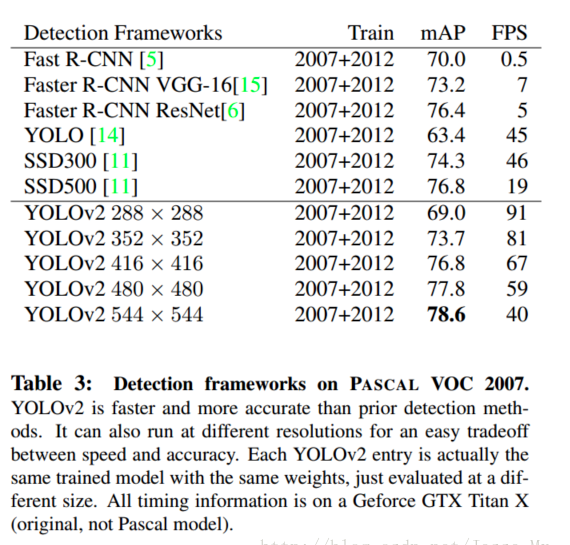 Detection Frameworks Train mAP FPS
Fast R-CNN [5] 2007+2012 70.0 0.5
Faster R-CNN VGG-16[15] 2007+2012 73.2 7
Faster R-CNN ResNet[6] 2007+2012 76.4 5
YOLO [14] 2007+2012 63.4 45
SSD300 [11] 2007+2012 74.3 46
SSD500 [11] 2007+2012 76.8 19
YOLOv2 288 × 288 2007+2012 69.0 91
YOLOv2 352 × 352 2007+2012 73.7 81
YOLOv2 416 × 416 2007+2012 76.8 67
YOLOv2 480 × 480 2007+2012 77.8 59
YOLOv2 544 × 544 2007+2012 78.6 40
Table 3: Detection frameworks on PASCAL VOC 2007.
YOLOv2 is faster and more accurate than prior detection meth-
ods. It can also run at different resolutions for an easy tradeoff
between speed and accuracy. Each YOLOv2 entry is actually the
same trained model with the same weights, just evaluated at a dif-
ferent size. All timing information is on a Geforce GTX Titan X
(original, not Pascal model).